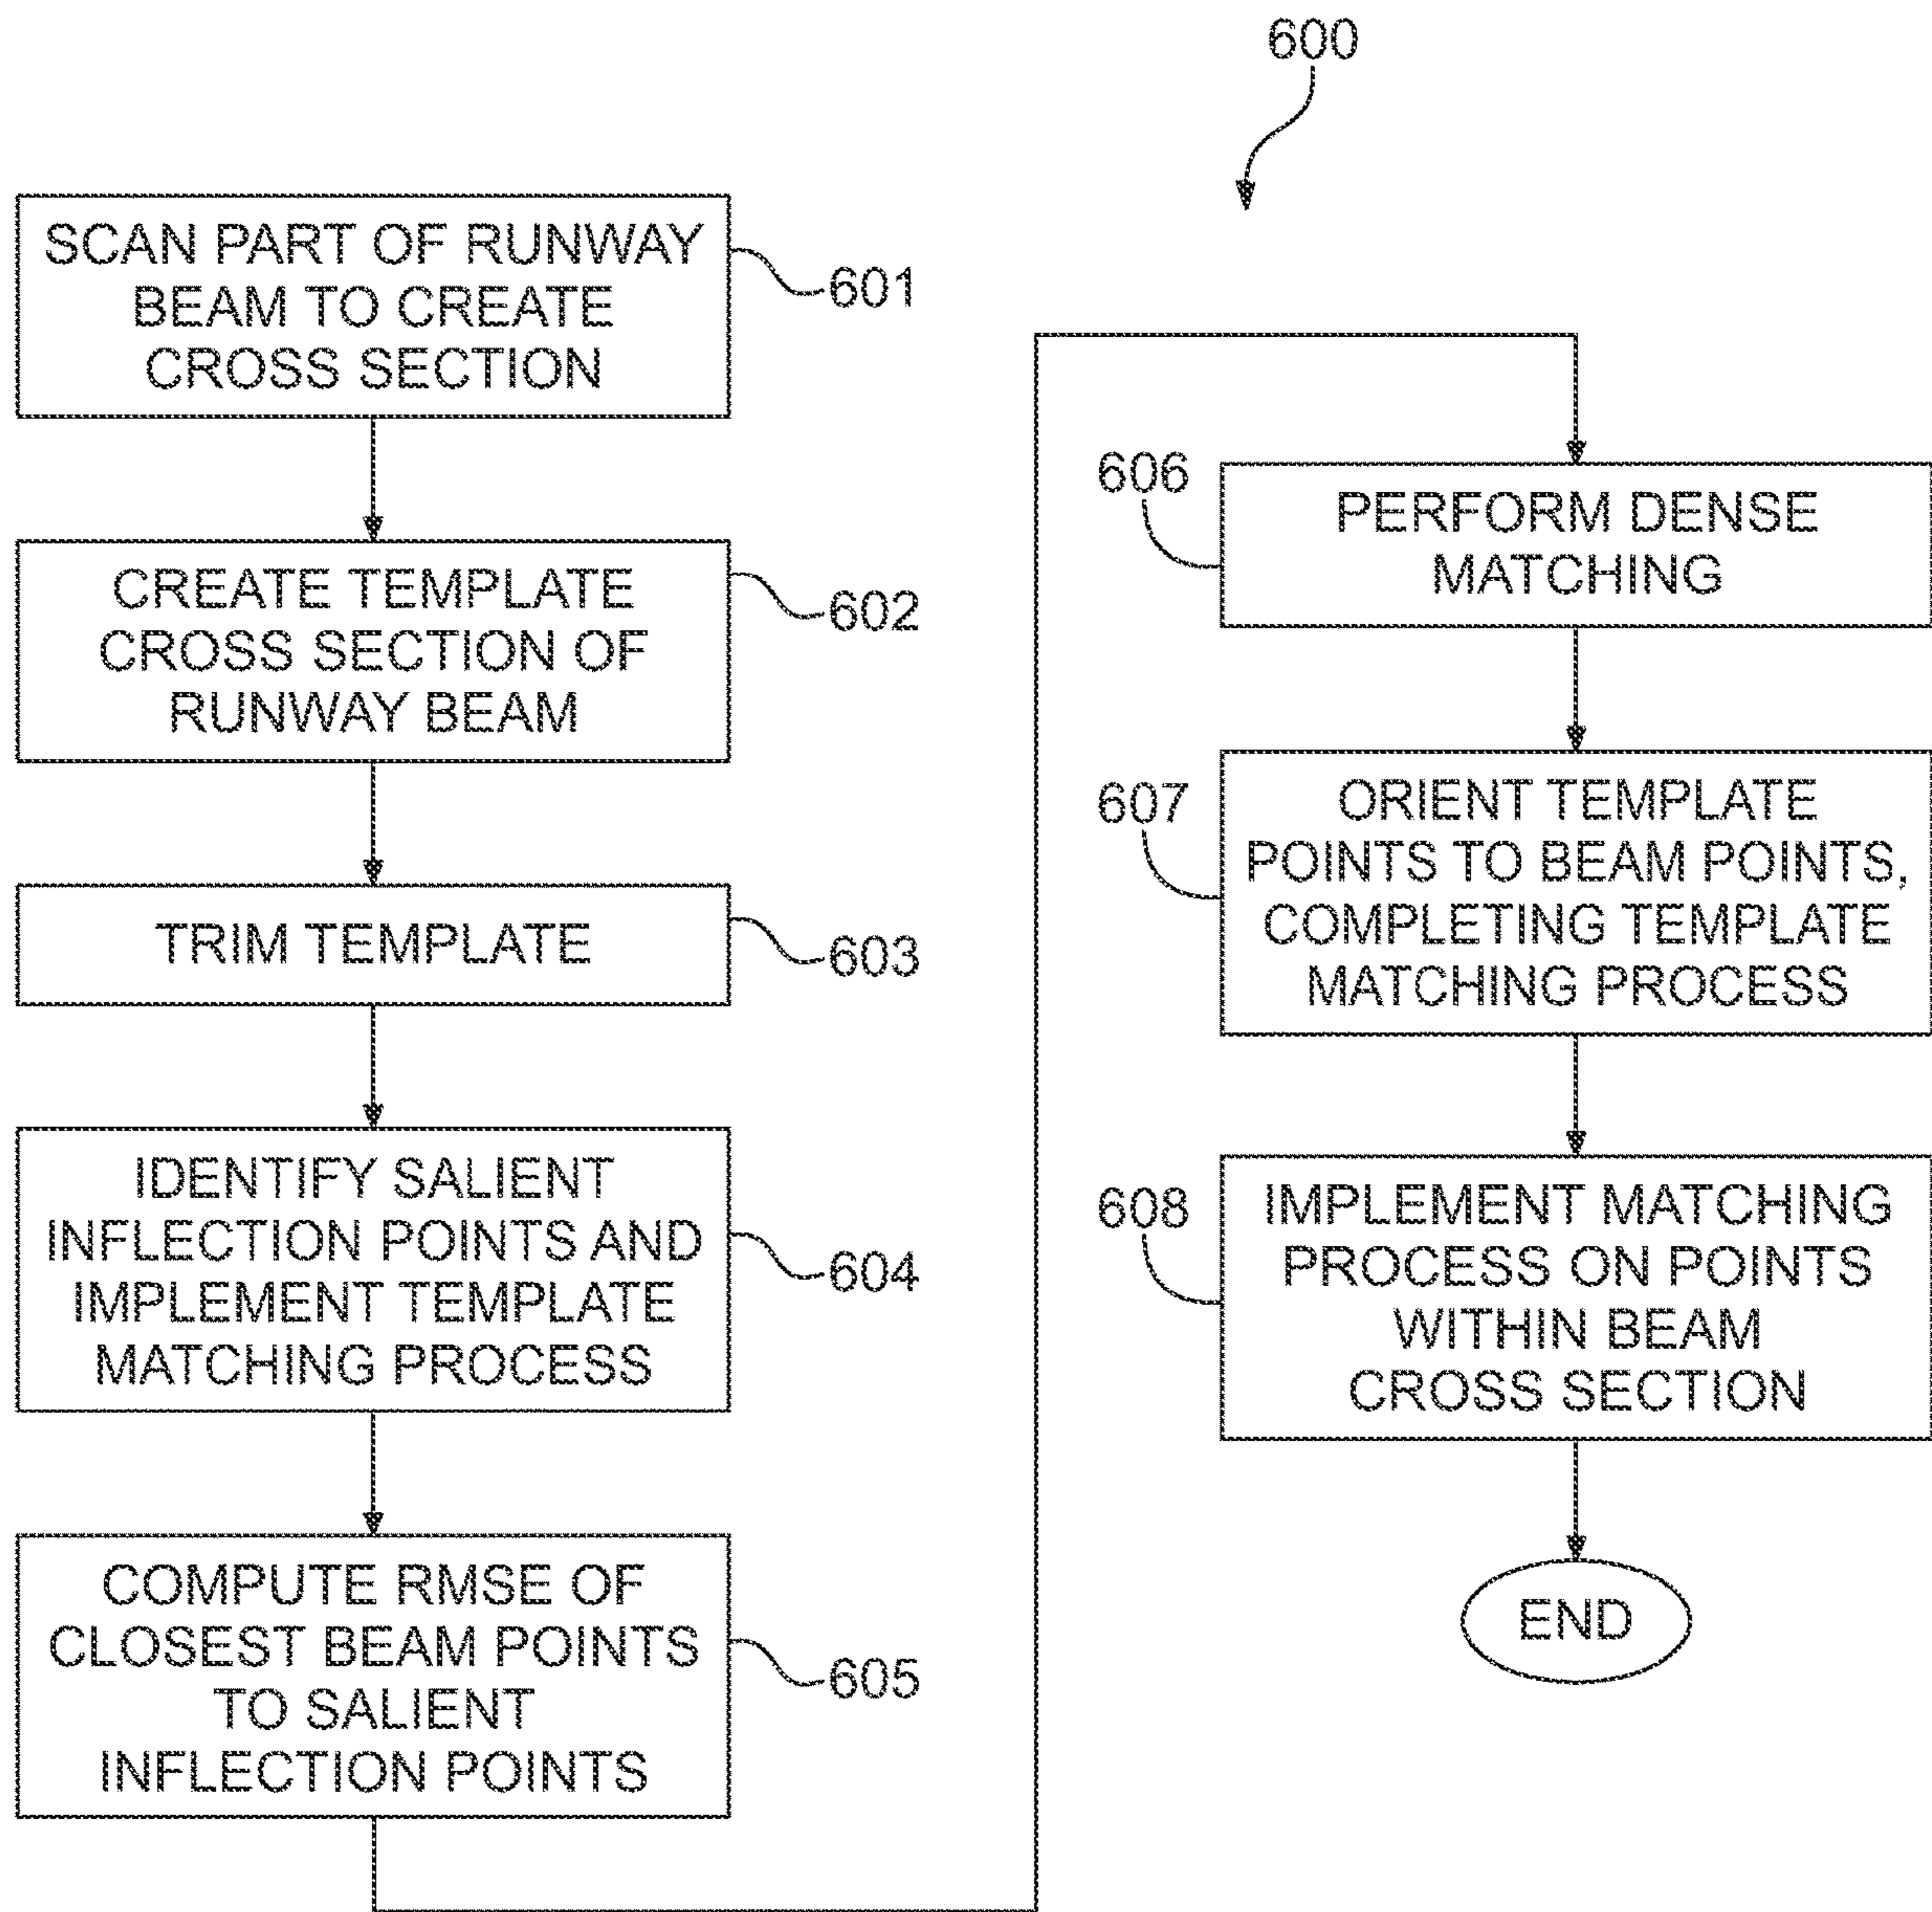 600
SCAN PART OF RUNWAY
BEAM TO CREATE
CROSS SECTION
601
CREATE TEMPLATE
CROSS SECTION OF
RUNWAY BEAM
602
TRIM TEMPLATE
603
IDENTIFY SALIENT
INFLECTION POINTS AND
IMPLEMENT TEMPLATE
MATCHING PROCESS
604
COMPUTE RMSE OF
CLOSEST BEAM POINTS
TO SALIENT
INFLECTION POINTS
605
606
PERFORM DENSE
MATCHING
607
ORIENT TEMPLATE
POINTS TO BEAM POINTS,
COMPLETING TEMPLATE
MATCHING PROCESS
608
IMPLEMENT MATCHING
PROCESS ON POINTS
WITHIN BEAM
CROSS SECTION
END